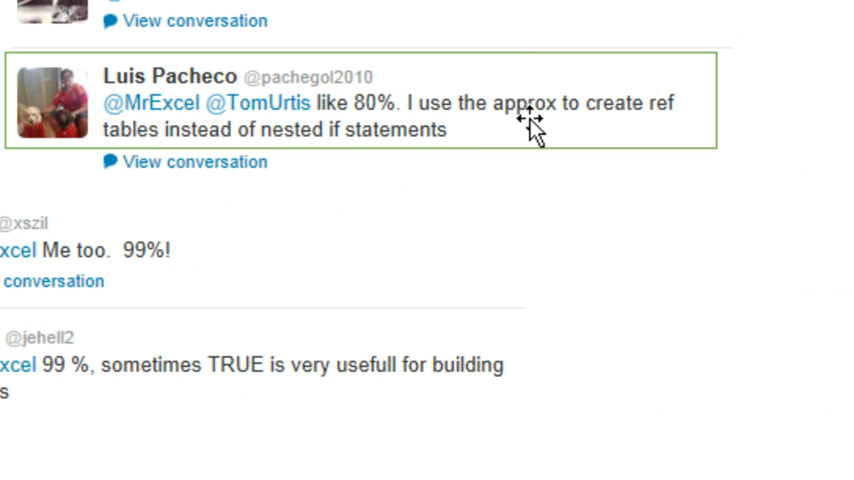 View conversation
Luis Pacheco @pachegol2010
@MrExcel @TomUrtis like 80%. I use the approx to create ref
tables instead of nested if statements
View conversation
@xszil
xcel Me too.  99%!
conversation
@jehell2
xcel 99 %, sometimes TRUE is very usefull for building
s